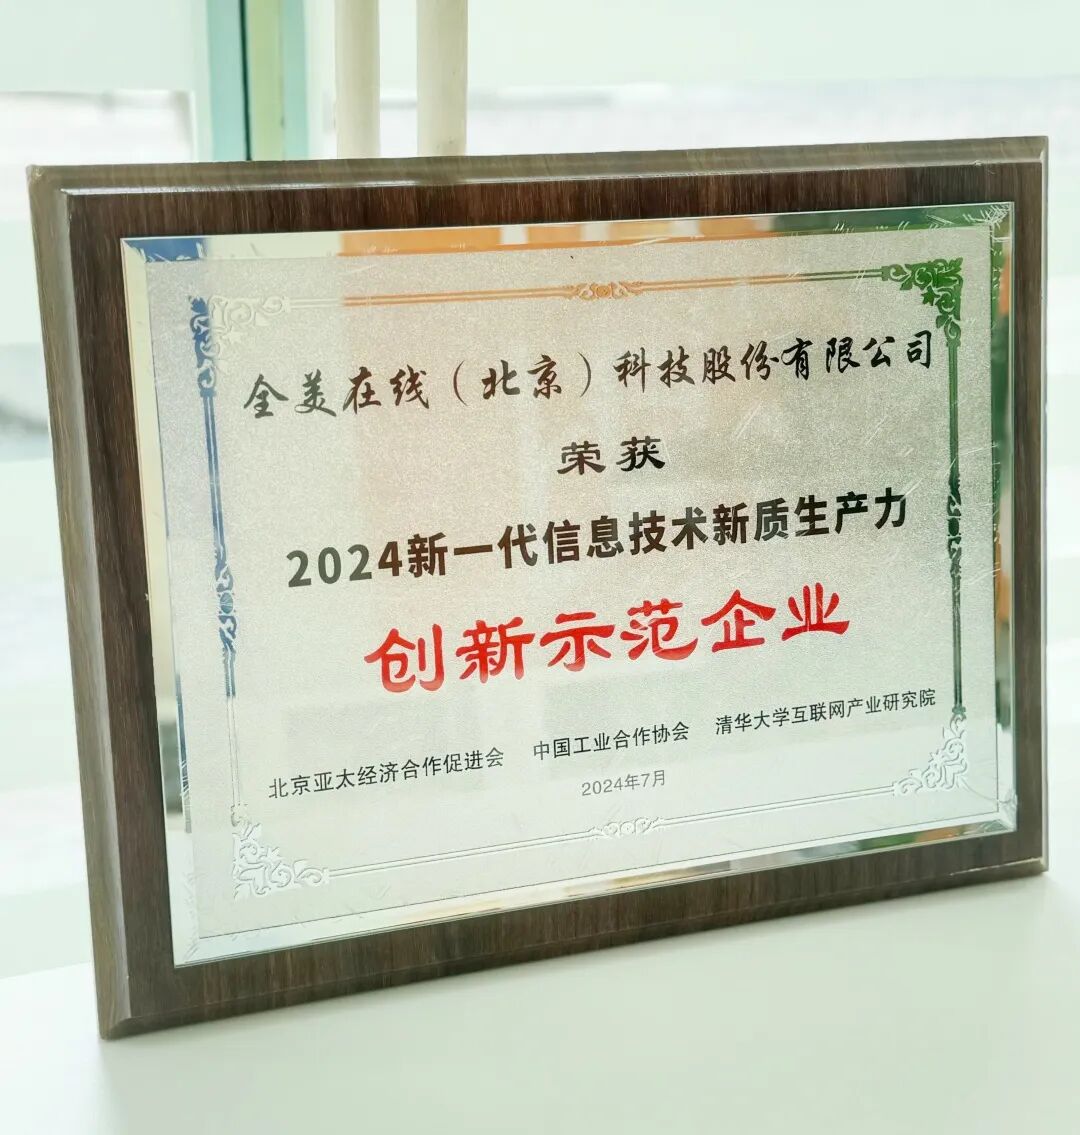 全美在线（北京）科技股份有限公司
荣获
2024新一代信息技术新质生产力
创新示范企业
北京亚太经济合作促进会 中国工业合作协会 清华大学互联网产业研究院
2024年7月